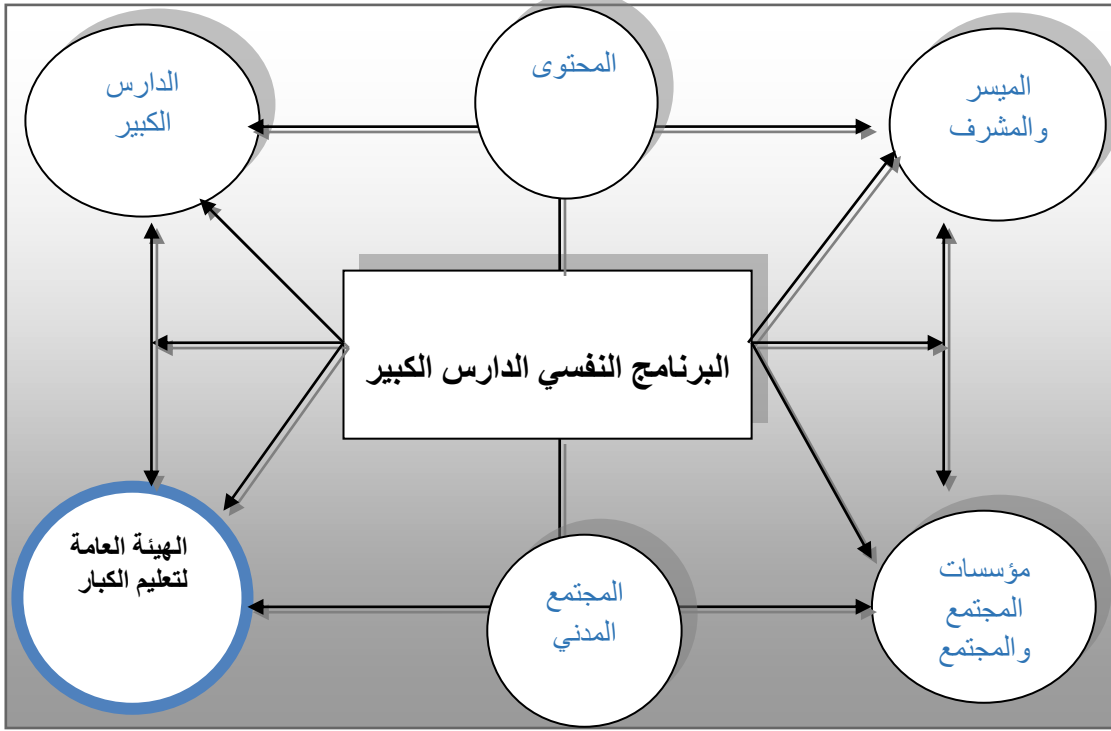 الميسر
والمشرف
المحتوى
الدارس
الكبير
البرنامج النفسي الدارس الكبير
مؤسسات
المجتمع
والمجتمع
المجتمع
المدني
الهيئة العامة
لتعليم الكبار